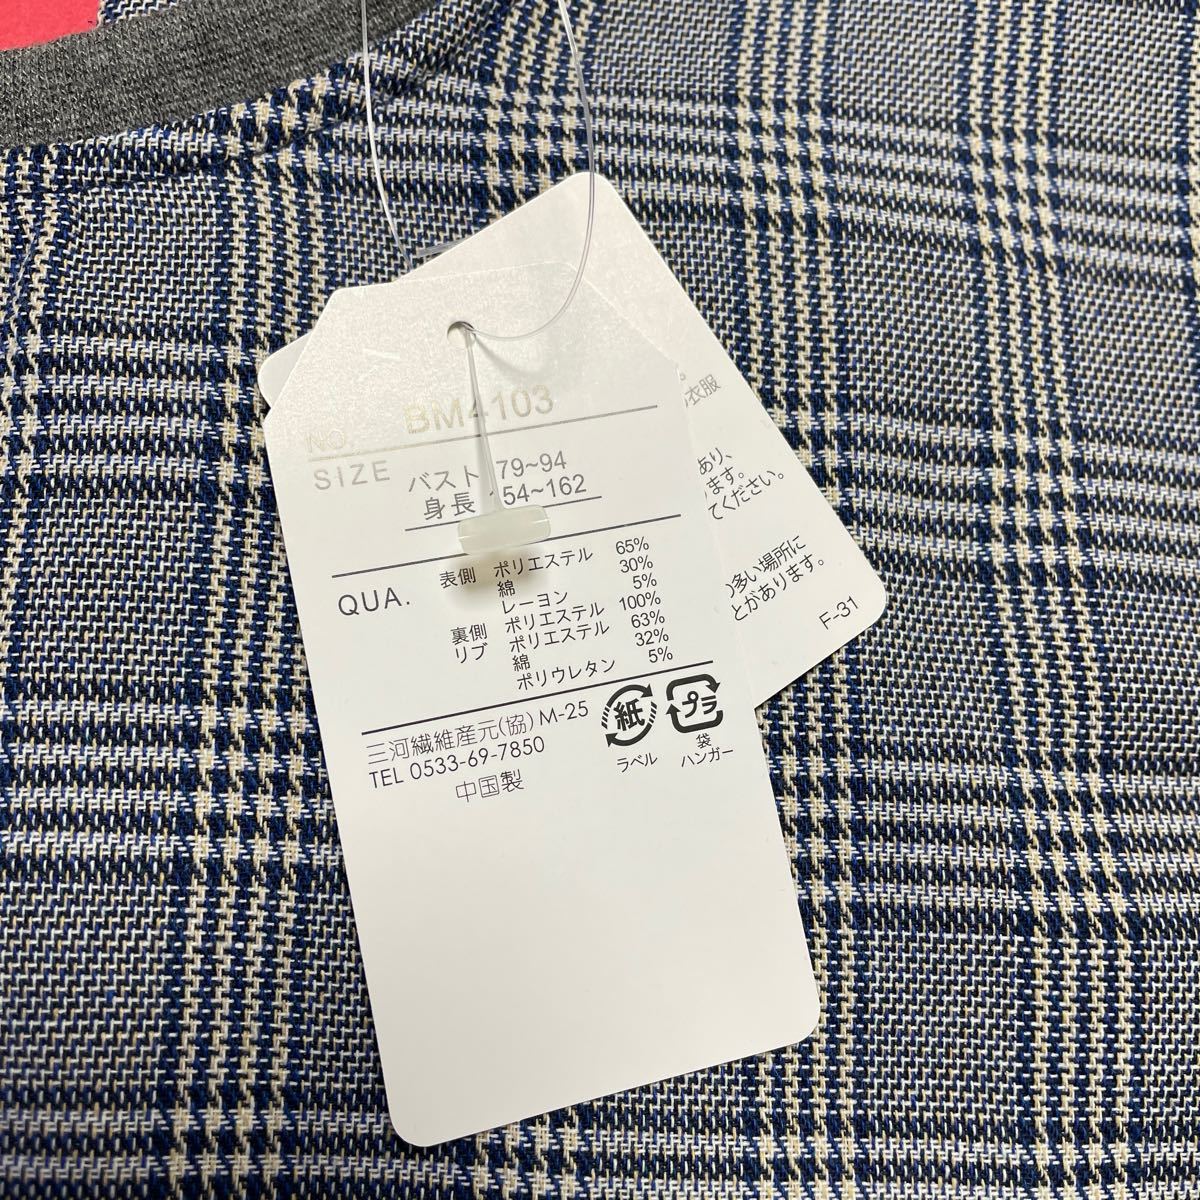 NO. BM4103
SIZE バスト 79~94
身長 154~162
QUA. 表側 ポリエステル 65%
綿 30%
レーヨン 5%
裏側 ポリエステル 100%
リブ ポリエステル 63%
綿 32%
ポリウレタン 5%
三河繊維産元(協) M-25
TEL 0533-69-7850
中国製
紙
ラベル
プラ
袋
ハンガー
衣服
あり、
ます。
てください。
多い場所に
とがあります。
F-31